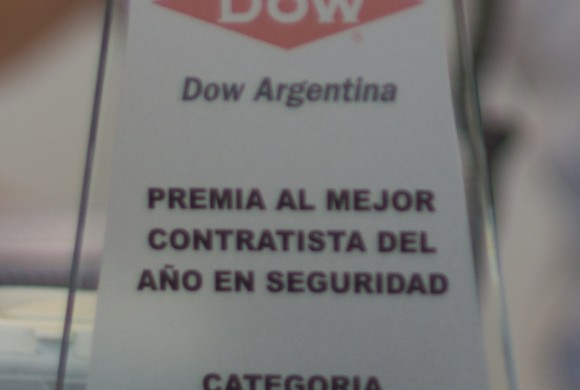 DOW
Dow Argentina
PREMIA AL MEJOR
CONTRATISTA DEL
AÑO EN SEGURIDAD
CATEGORIA